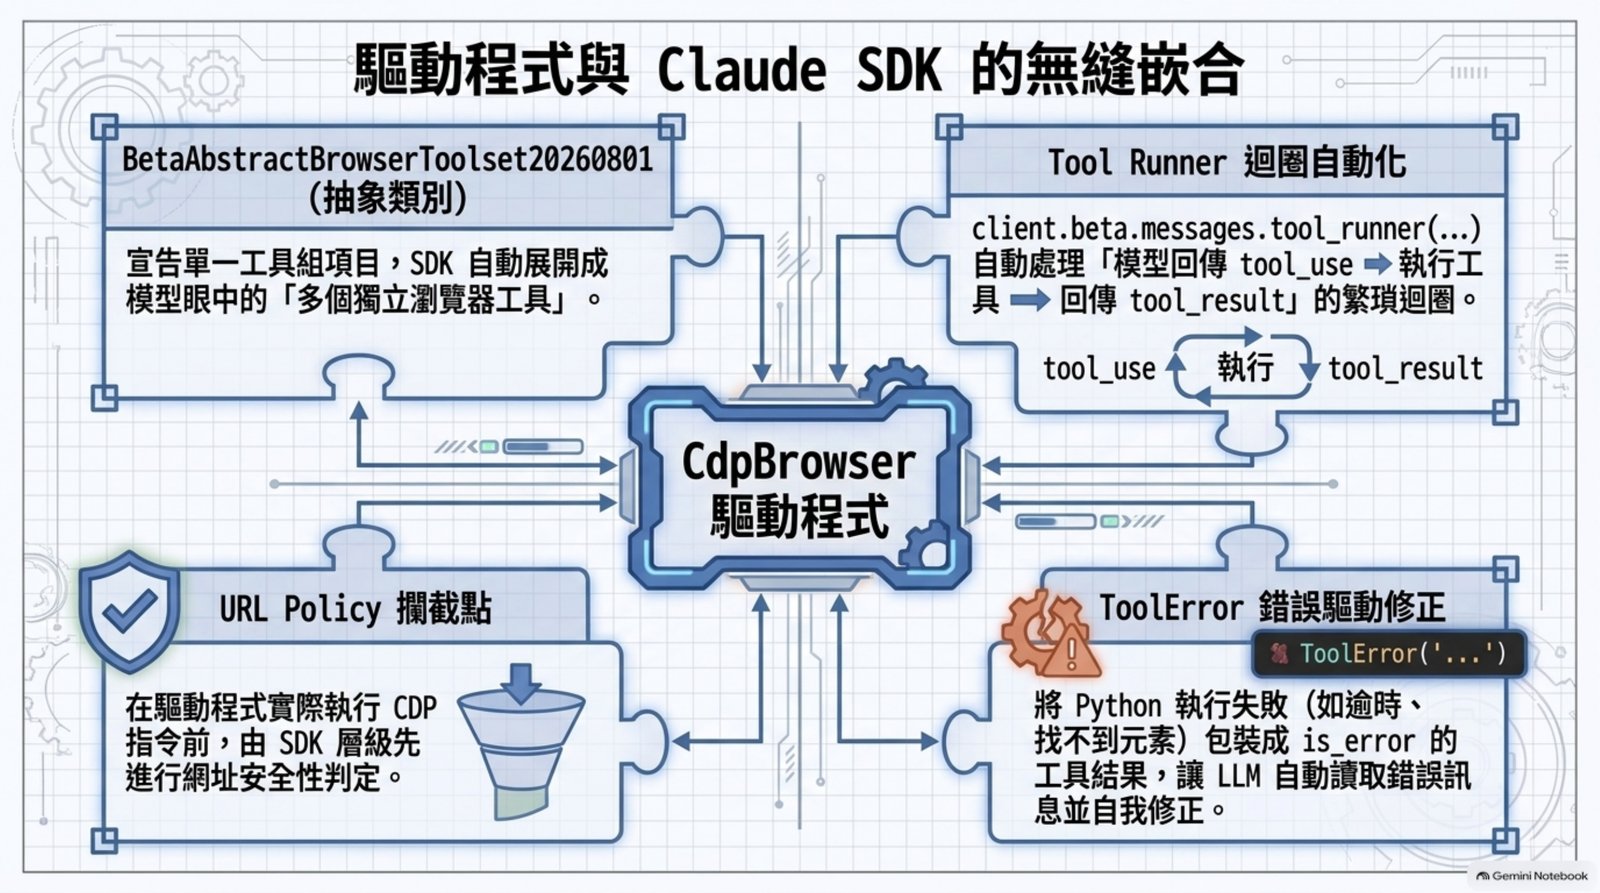 驅動程式與 Claude SDK 的無縫嵌合
BetaAbstractBrowserToolset20260801
(抽象類別)
宣告單一工具組項目，SDK 自動展開成
模型眼中的「多個獨立瀏覽器工具」。
Tool Runner 迴圈自動化
client.beta.messages.tool_runner(...)
自動處理「模型回傳 tool_use ➡ 執行工
具 ➡ 回傳 tool_result」的繁瑣迴圈。
tool_use 執行 tool_result
CdpBrowser
驅動程式
URL Policy 攔截點
在驅動程式實際執行 CDP
指令前，由 SDK 層級先
進行網址安全性判定。
ToolError 錯誤驅動修正
ToolError('...')
將 Python 執行失敗（如逾時、
找不到元素）包裝成 is_error 的
工具結果，讓 LLM 自動讀取錯誤訊
息並自我修正。
Gemini Notebook